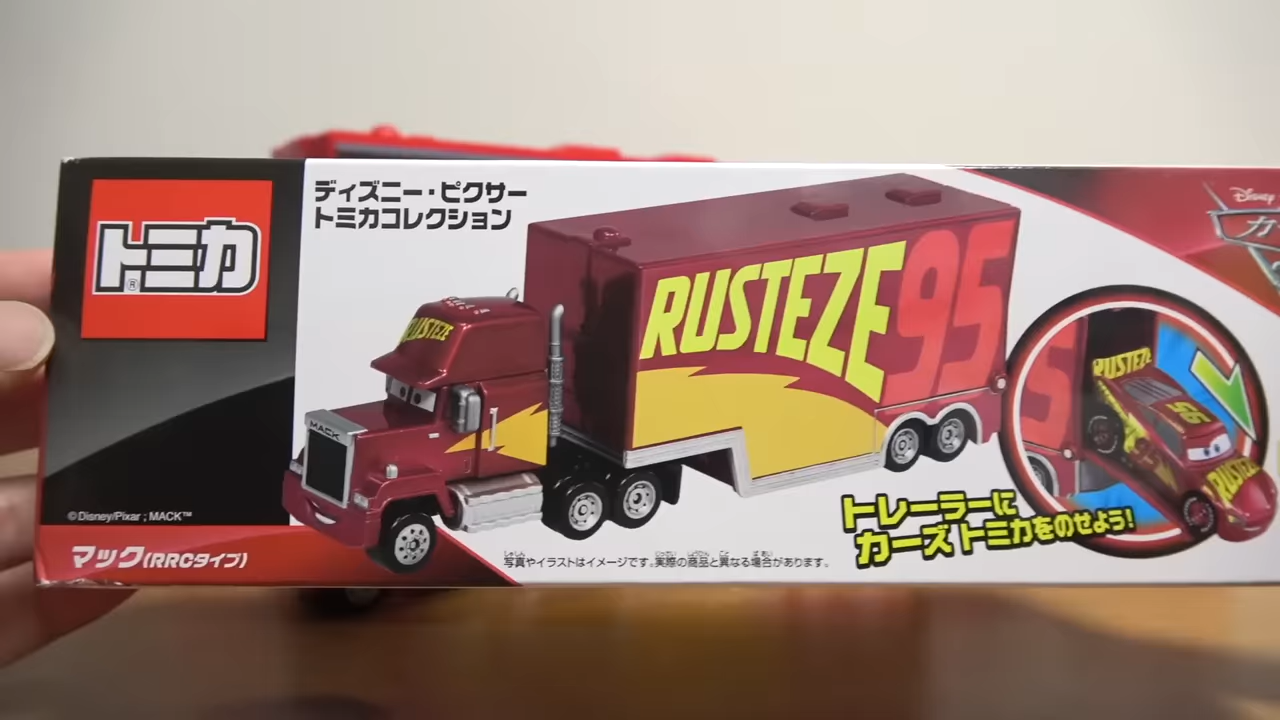 トミカ®
ディズニー・ピクサー
トミカコレクション
Disney
カ
RUSTEZE 95
RUSTEZE
MACK
5
RUSTEZE
95
RUSTEZE
トレーラーに
カーズ トミカをのせよう!
©Disney/Pixar ; MACK™
マック(RRCタイプ)
写真やイラストはイメージです。実際の商品と異なる場合があります。